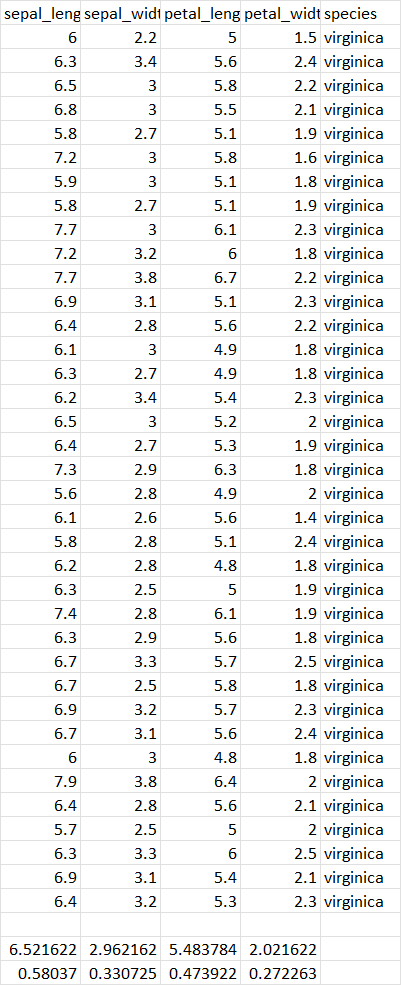 sepal_leng sepal_widt petal_leng petal_widt species
6 2.2 5 1.5 virginica
6.3 3.4 5.6 2.4 virginica
6.5 3 5.8 2.2 virginica
6.8 3 5.5 2.1 virginica
5.8 2.7 5.1 1.9 virginica
7.2 3 5.8 1.6 virginica
5.9 3 5.1 1.8 virginica
5.8 2.7 5.1 1.9 virginica
7.7 3 6.1 2.3 virginica
7.2 3.2 6 1.8 virginica
7.7 3.8 6.7 2.2 virginica
6.9 3.1 5.1 2.3 virginica
6.4 2.8 5.6 2.2 virginica
6.1 3 4.9 1.8 virginica
6.3 2.7 4.9 1.8 virginica
6.2 3.4 5.4 2.3 virginica
6.5 3 5.2 2 virginica
6.4 2.7 5.3 1.9 virginica
7.3 2.9 6.3 1.8 virginica
5.6 2.8 4.9 2 virginica
6.1 2.6 5.6 1.4 virginica
5.8 2.8 5.1 2.4 virginica
6.2 2.8 4.8 1.8 virginica
6.3 2.5 5 1.9 virginica
7.4 2.8 6.1 1.9 virginica
6.3 2.9 5.6 1.8 virginica
6.7 3.3 5.7 2.5 virginica
6.7 2.5 5.8 1.8 virginica
6.9 3.2 5.7 2.3 virginica
6.7 3.1 5.6 2.4 virginica
6 3 4.8 1.8 virginica
7.9 3.8 6.4 2 virginica
6.4 2.8 5.6 2.1 virginica
5.7 2.5 5 2 virginica
6.3 3.3 6 2.5 virginica
6.9 3.1 5.4 2.1 virginica
6.4 3.2 5.3 2.3 virginica
6.521622 2.962162 5.483784 2.021622
0.58037 0.330725 0.473922 0.272263